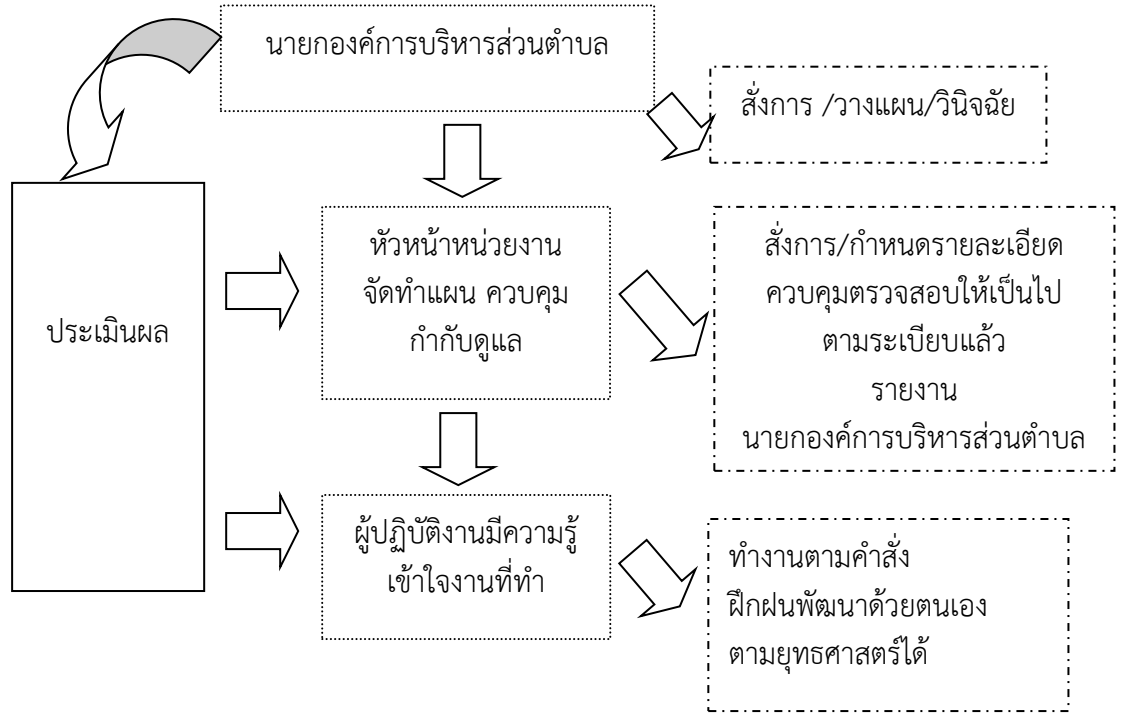 นายกองค์การบริหารส่วนตำบล
สั่งการ /วางแผน/วินิจฉัย
ประเมินผล
หัวหน้าหน่วยงาน
จัดทำแผน ควบคุม
กำกับดูแล
สั่งการ/กำหนดรายละเอียด
ควบคุมตรวจสอบให้เป็นไป
ตามระเบียบแล้ว
รายงาน
นายกองค์การบริหารส่วนตำบล
ผู้ปฏิบัติงานมีความรู้
เข้าใจงานที่ทำ
ทำงานตามคำสั่ง
ฝึกฝนพัฒนาด้วยตนเอง
ตามยุทธศาสตร์ได้